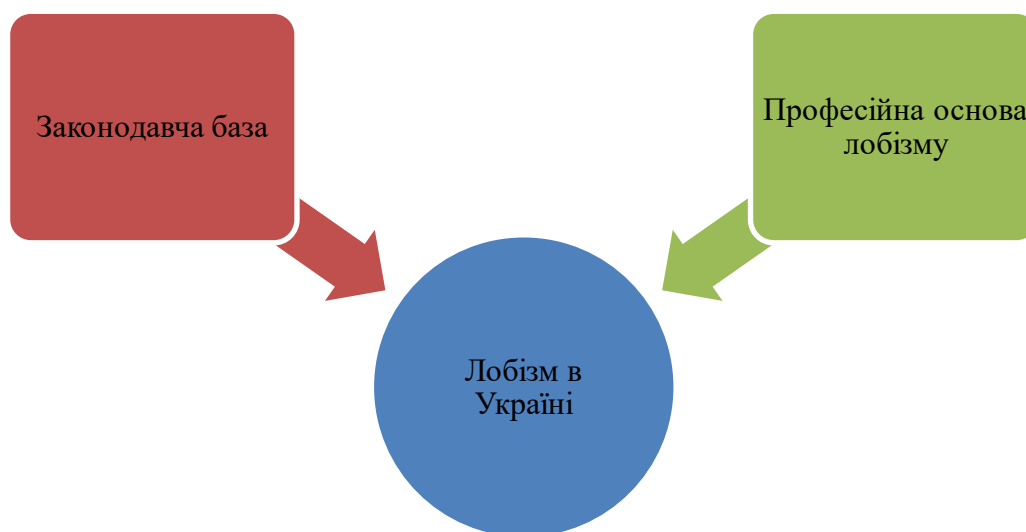 Законодавча база
Професійна основа
лобізму
Лобізм в
Україні